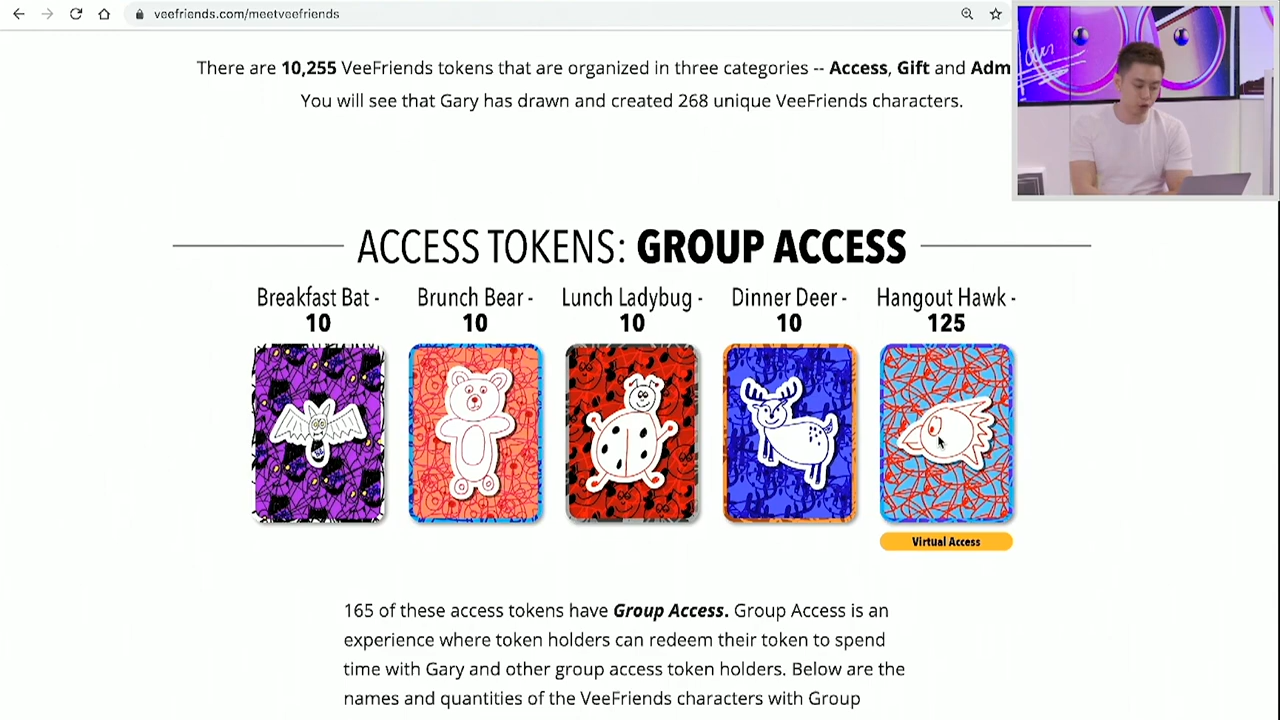 veefriends.com/meetveefriends
There are 10,255 VeeFriends tokens that are organized in three categories -- Access, Gift and Adm
You will see that Gary has drawn and created 268 unique VeeFriends characters.
ACCESS TOKENS: GROUP ACCESS
Breakfast Bat - 10
Brunch Bear - 10
Lunch Ladybug - 10
Dinner Deer - 10
Hangout Hawk - 125
Virtual Access
165 of these access tokens have Group Access. Group Access is an
experience where token holders can redeem their token to spend
time with Gary and other group access token holders. Below are the
names and quantities of the VeeFriends characters with Group